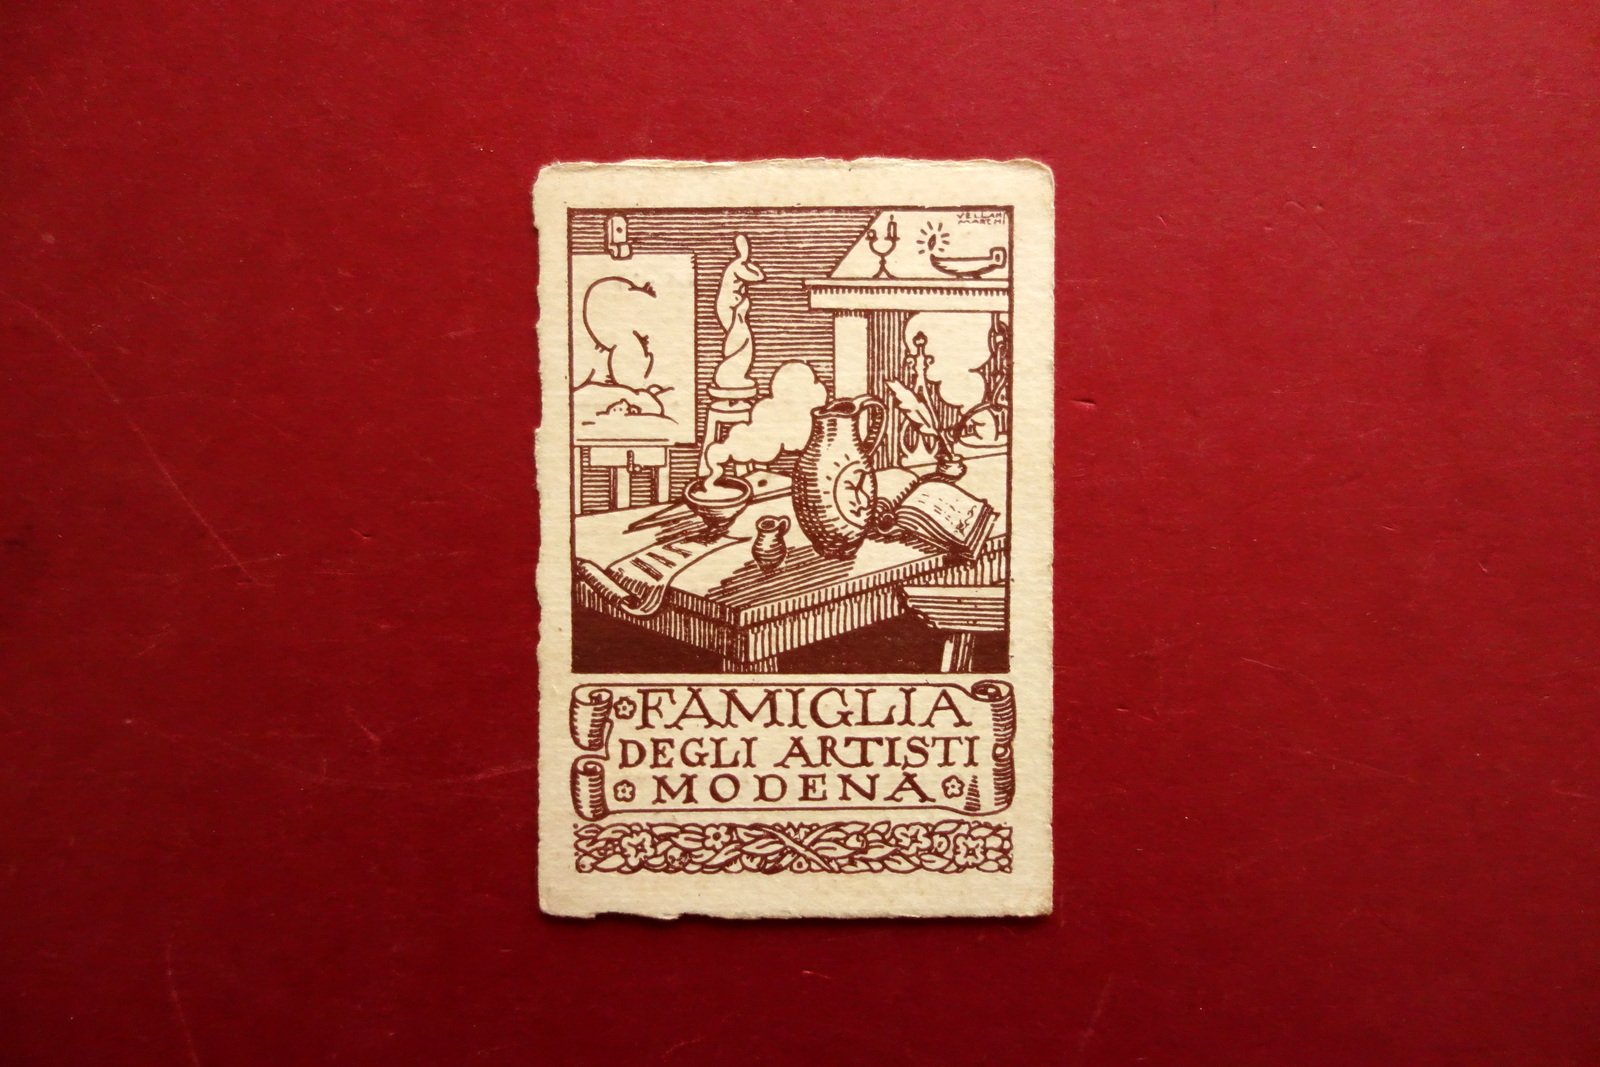 VELLANI
MARCHI
FAMIGLIA
DEGLI ARTISTI
MODENA